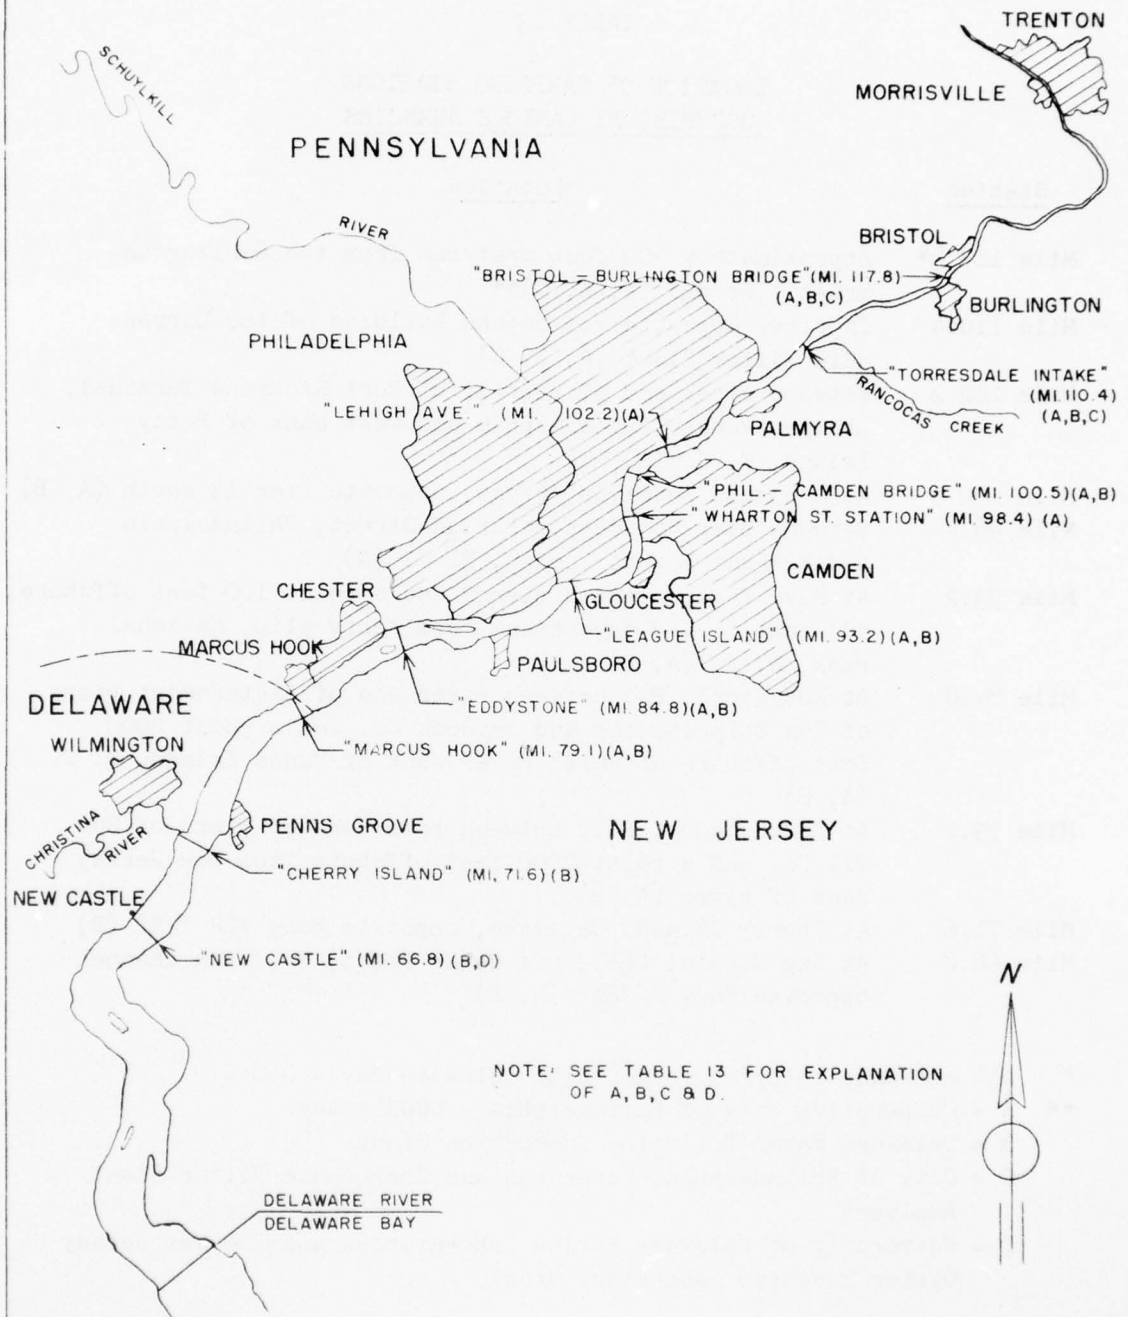 TRENTON
MORRISVILLE
SCHUYLKILL
PENNSYLVANIA
RIVER
BRISTOL
"BRISTOL – BURLINGTON BRIDGE" (MI. 117.8)
(A,B,C)
BURLINGTON
PHILADELPHIA
"TORRESDALE INTAKE"
(MI.110.4)
(A,B,C)
RANCOCAS CREEK
"LEHIGH AVE." (MI. 102.2)(A)
PALMYRA
"PHIL. – CAMDEN BRIDGE" (MI. 100.5)(A,B)
"WHARTON ST. STATION" (MI. 98.4) (A)
CAMDEN
CHESTER
GLOUCESTER
"LEAGUE ISLAND" (MI. 93.2)(A,B)
MARCUS HOOK
PAULSBORO
DELAWARE
"EDDYSTONE" (MI. 84.8)(A,B)
WILMINGTON
"MARCUS HOOK" (MI. 79.1)(A,B)
CHRISTINA
RIVER
PENNS GROVE
NEW JERSEY
"CHERRY ISLAND" (MI. 71.6)(B)
NEW CASTLE
"NEW CASTLE" (MI. 66.8)(B,D)
N
NOTE: SEE TABLE 13 FOR EXPLANATION
OF A,B,C & D.
DELAWARE RIVER
DELAWARE BAY